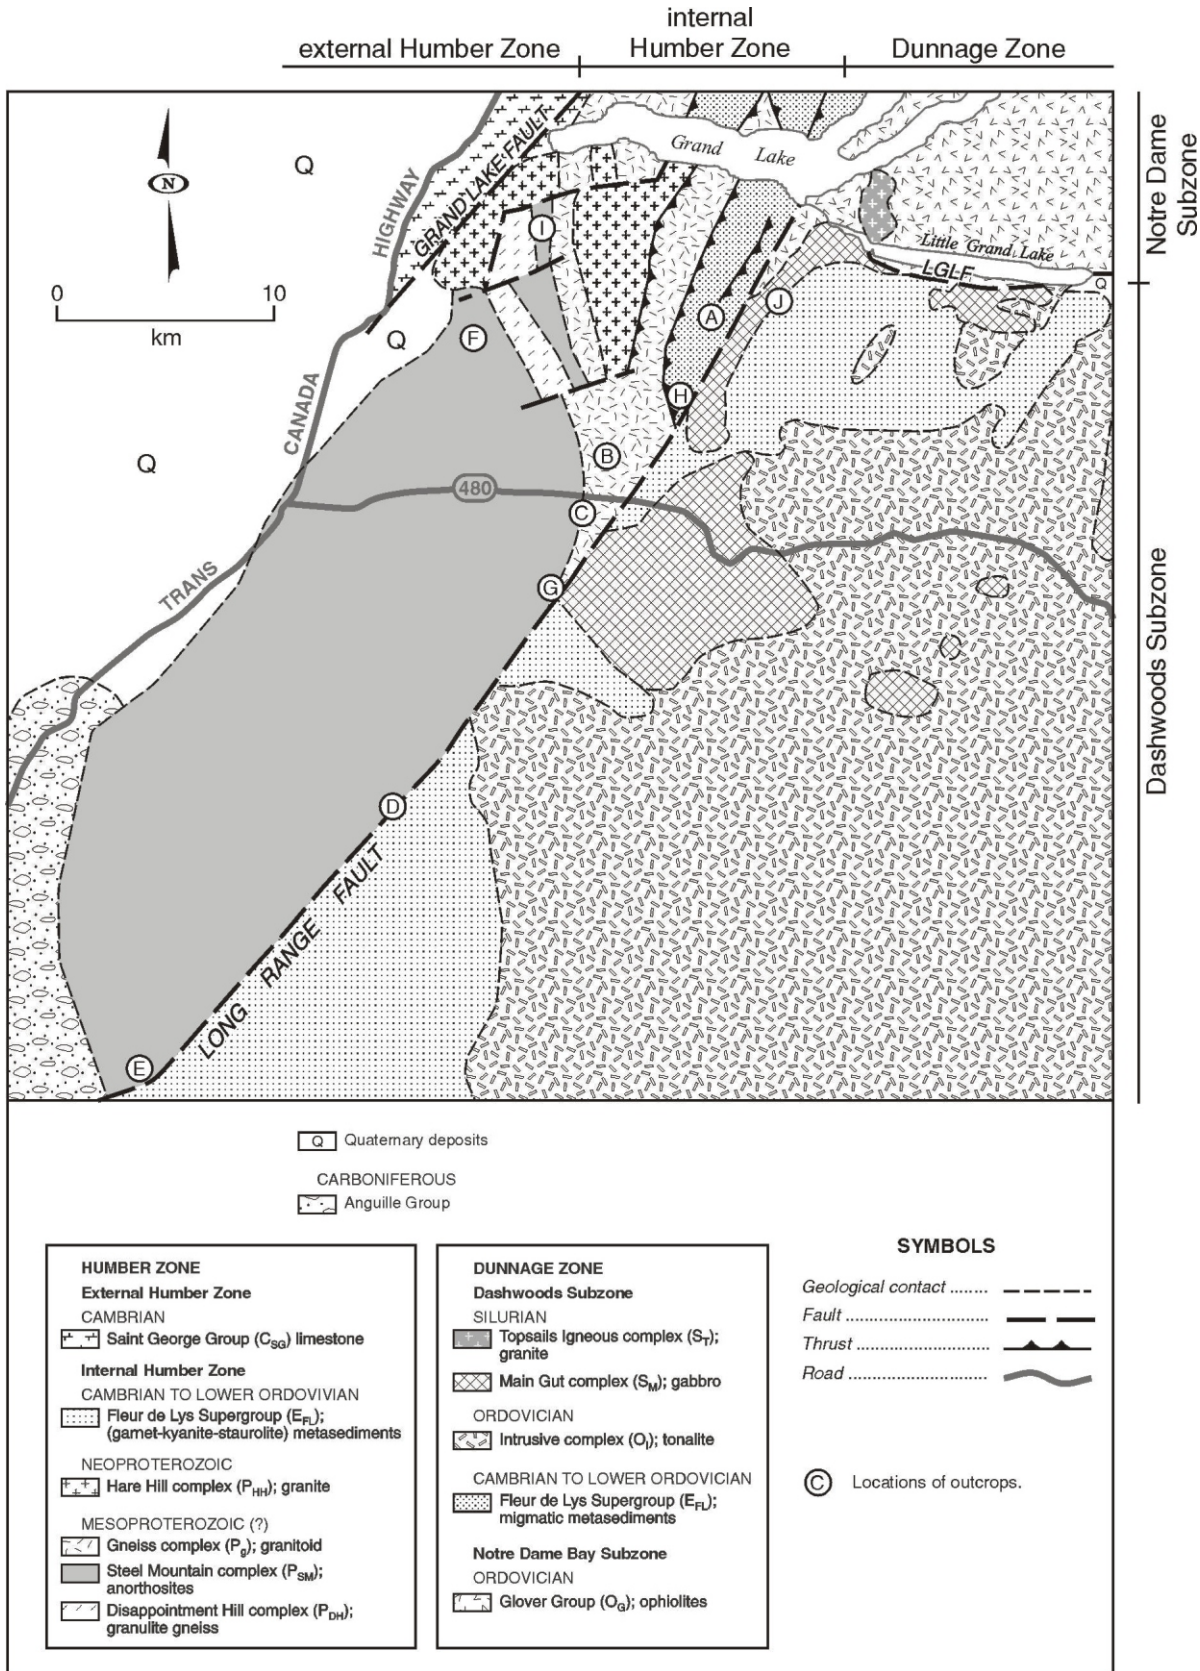 internal
external Humber Zone
Humber Zone
Dunnage Zone
N
Q
HIGHWAY
GRAND LAKE FAULT
Grand Lake
Notre Dame
Subzone
I
Little Grand Lake
LGLF
Q
0
10
km
J
A
F
Q
CANADA
H
B
Q
480
C
G
TRANS
Dashwoods Subzone
D
LONG RANGE FAULT
E
Q Quaternary deposits
CARBONIFEROUS
Anguille Group
HUMBER ZONE
External Humber Zone
CAMBRIAN
Saint George Group (C_SG) limestone
Internal Humber Zone
CAMBRIAN TO LOWER ORDOVIVIAN
Fleur de Lys Supergroup (E_FL);
(garnet-kyanite-staurolite) metasediments
NEOPROTEROZOIC
Hare Hill complex (P_HH); granite
MESOPROTEROZOIC (?)
Gneiss complex (P_g); granitoid
Steel Mountain complex (P_SM);
anorthosites
Disappointment Hill complex (P_DH);
granulite gneiss
DUNNAGE ZONE
Dashwoods Subzone
SILURIAN
Topsails Igneous complex (S_T);
granite
Main Gut complex (S_M); gabbro
ORDOVICIAN
Intrusive complex (O_I); tonalite
CAMBRIAN TO LOWER ORDOVICIAN
Fleur de Lys Supergroup (E_FL);
migmatic metasediments
Notre Dame Bay Subzone
ORDOVICIAN
Glover Group (O_G); ophiolites
SYMBOLS
Geological contact ........
Fault ..............................
Thrust ............................
Road ..............................
C Locations of outcrops.